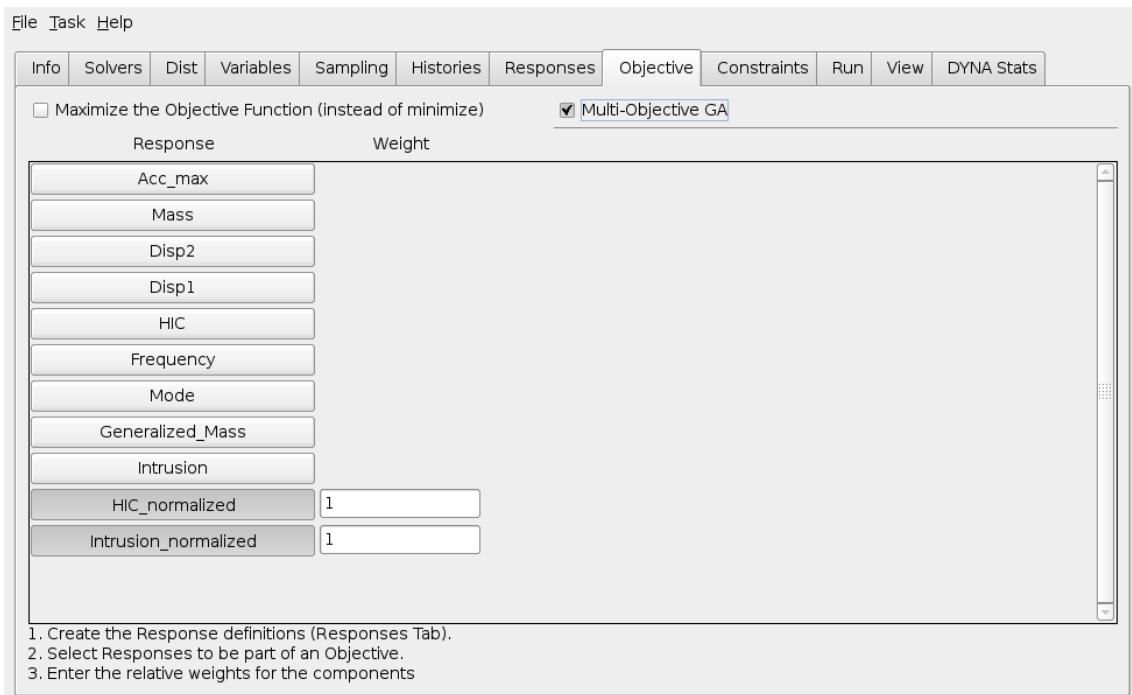 File Task Help
Info Solvers Dist Variables Sampling Histories Responses Objective Constraints Run View DYNA Stats
Maximize the Objective Function (instead of minimize) Multi-Objective GA
Response Weight
Acc_max
Mass
Disp2
Disp1
HIC
Frequency
Mode
Generalized_Mass
Intrusion
HIC_normalized 1
Intrusion_normalized 1
1. Create the Response definitions (Responses Tab).
2. Select Responses to be part of an Objective.
3. Enter the relative weights for the components